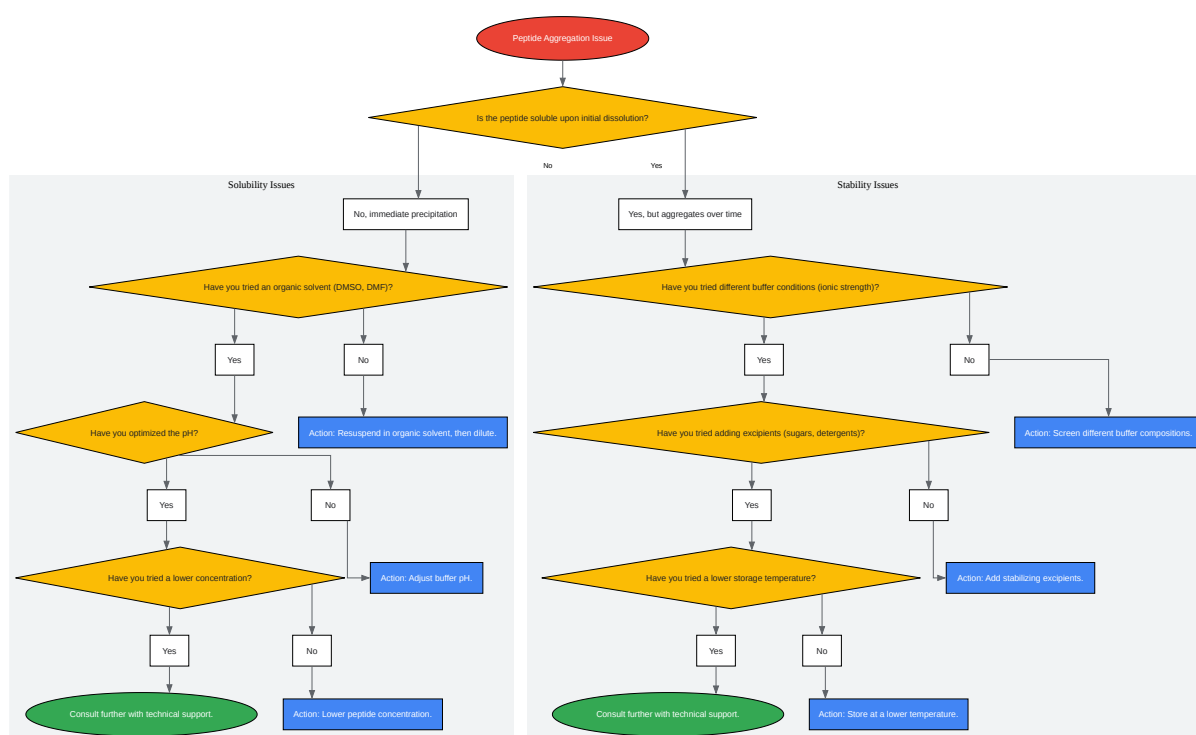 Peptide Aggregation Issue
Is the peptide soluble upon initial dissolution?
No
Yes
Solubility Issues
Stability Issues
No, immediate precipitation
Yes, but aggregates over time
Have you tried an organic solvent (DMSO, DMF)?
Have you tried different buffer conditions (ionic strength)?
Yes
No
Yes
No
Have you optimized the pH?
Action: Resuspend in organic solvent, then dilute.
Have you tried adding excipients (sugars, detergents)?
Action: Screen different buffer compositions.
Yes
No
Yes
No
Have you tried a lower concentration?
Action: Adjust buffer pH.
Have you tried a lower storage temperature?
Action: Add stabilizing excipients.
Yes
No
Yes
No
Consult further with technical support.
Action: Lower peptide concentration.
Consult further with technical support.
Action: Store at a lower temperature.